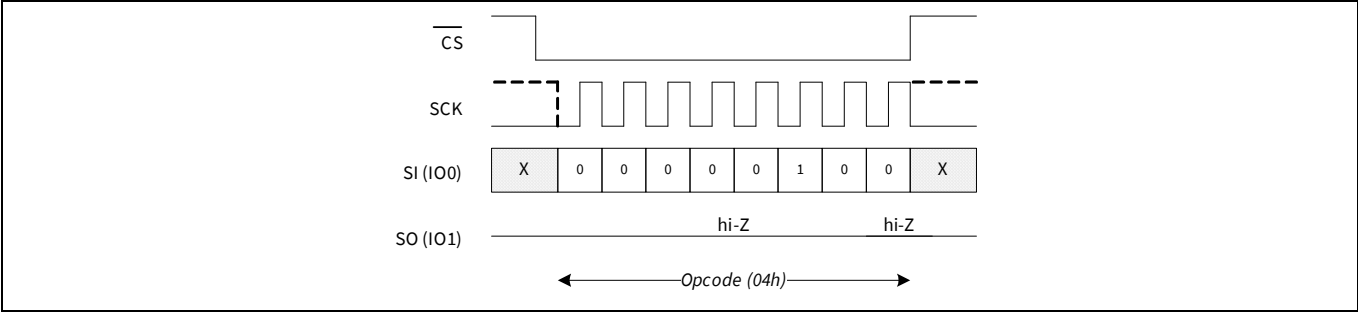 CS
SCK
SI (IO0) X 0 0 0 0 0 1 0 0 X
hi-Z hi-Z
SO (IO1)
Opcode (04h)